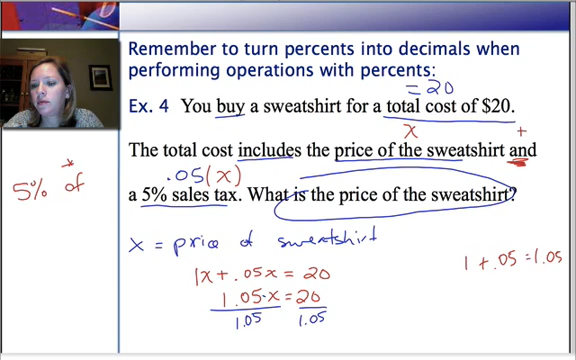 Remember to turn percents into decimals when
performing operations with percents:
= 20
Ex. 4 You buy a sweatshirt for a total cost of $20.
x +
The total cost includes the price of the sweatshirt and
.05(x)
a 5% sales tax. What is the price of the sweatshirt?
*
5% of
x = price of sweatshirt
1x + .05x = 20
1 + .05 = 1.05
1.05·x = 20
1.05 1.05